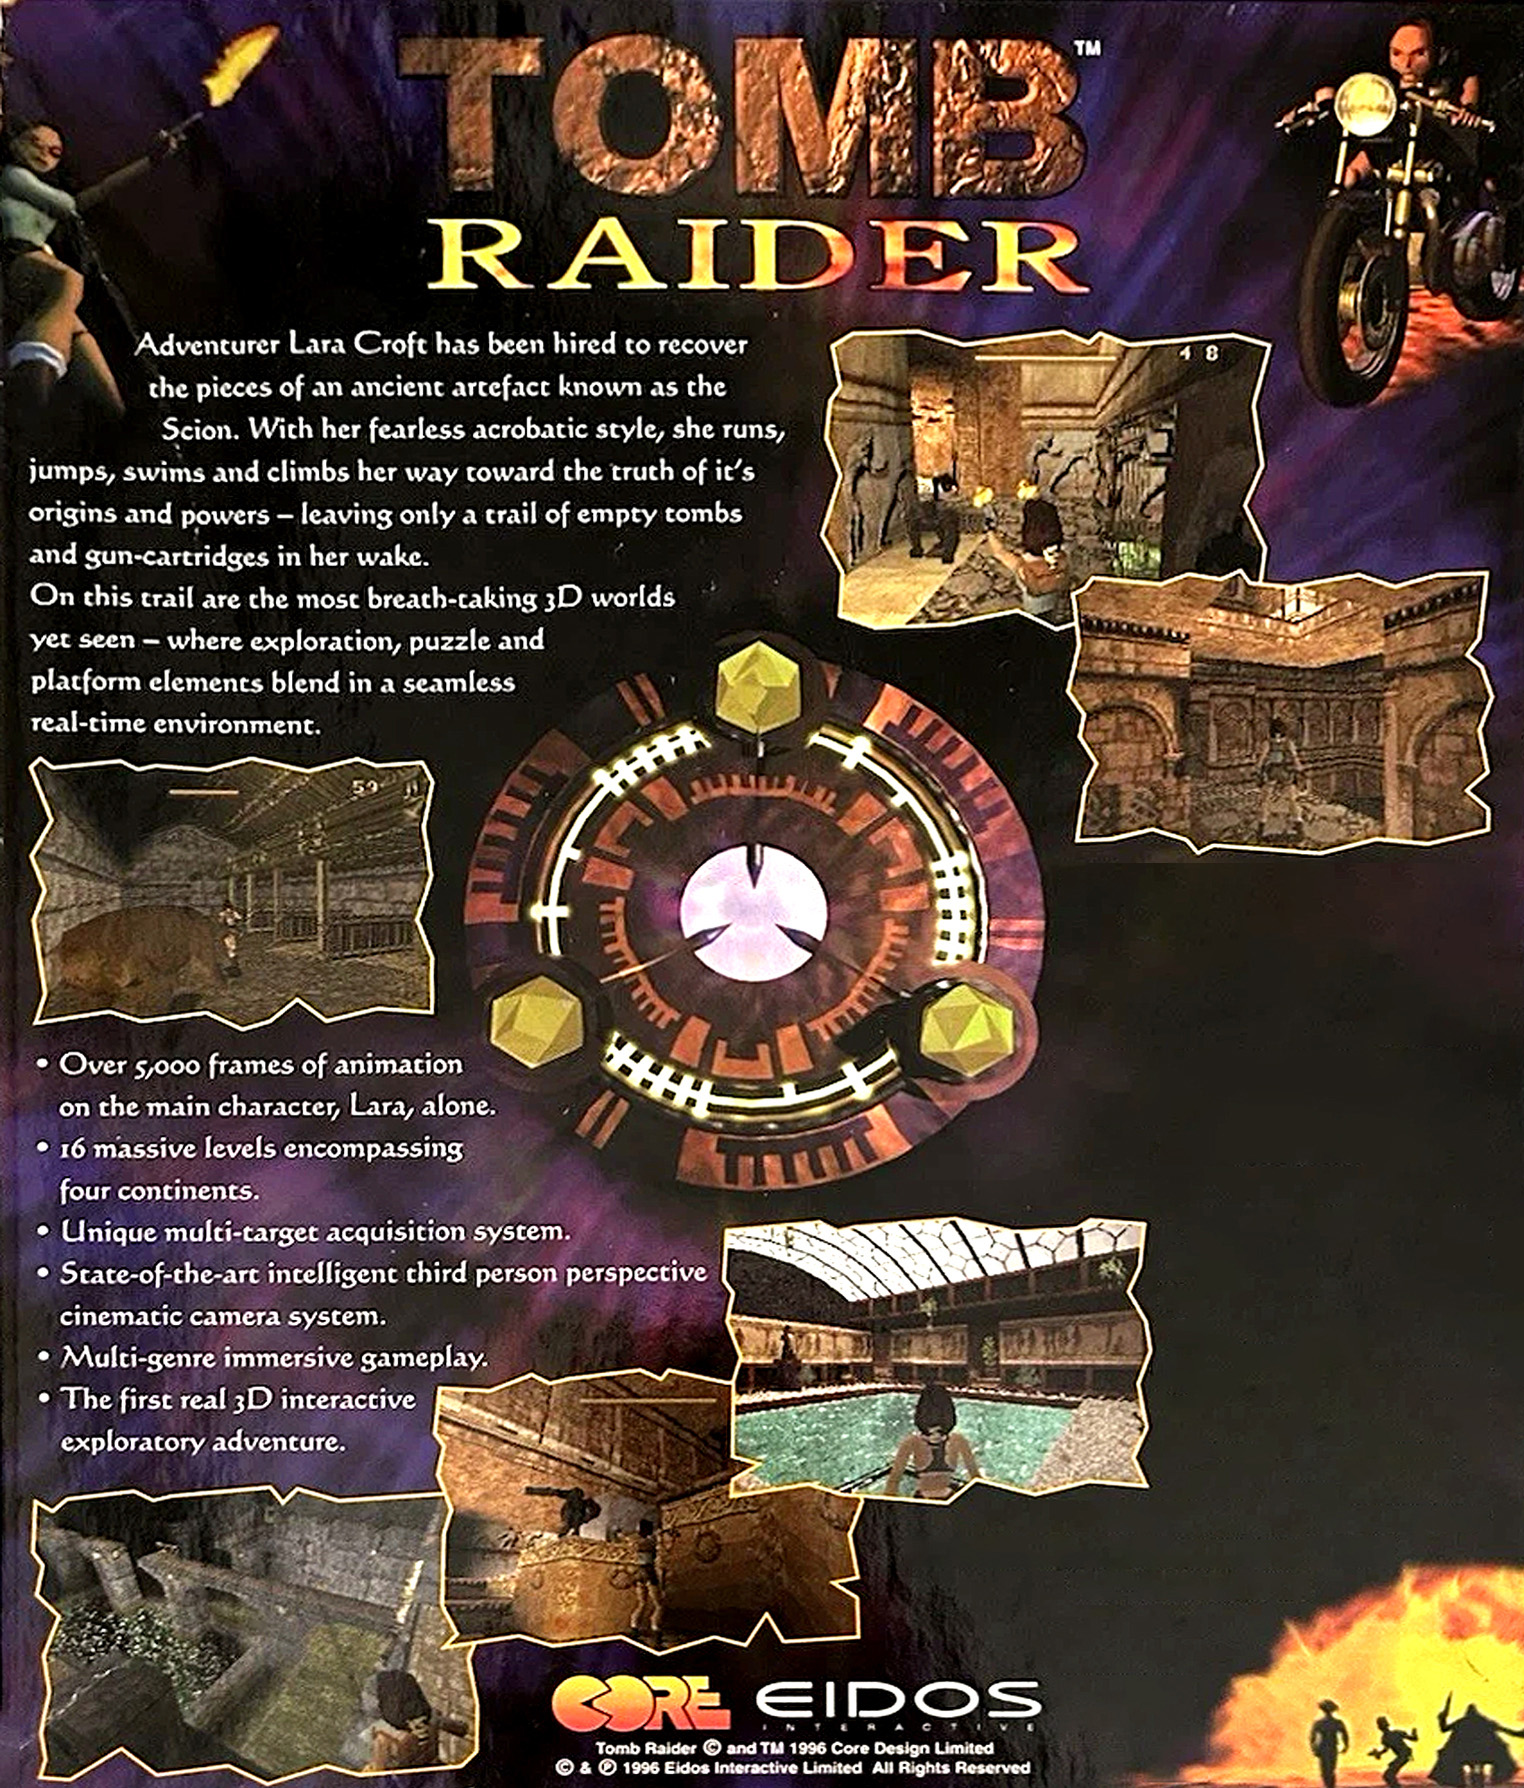 TOMB™
RAIDER
Adventurer Lara Croft has been hired to recover
the pieces of an ancient artefact known as the
Scion. With her fearless acrobatic style, she runs,
jumps, swims and climbs her way toward the truth of it's
origins and powers – leaving only a trail of empty tombs
and gun-cartridges in her wake.
On this trail are the most breath-taking 3D worlds
yet seen – where exploration, puzzle and
platform elements blend in a seamless
real-time environment.
48
59
• Over 5,000 frames of animation
on the main character, Lara, alone.
• 16 massive levels encompassing
four continents.
• Unique multi-target acquisition system.
• State-of-the-art intelligent third person perspective
cinematic camera system.
• Multi-genre immersive gameplay.
• The first real 3D interactive
exploratory adventure.
CORE EIDOS
INTERACTIVE
Tomb Raider © and TM 1996 Core Design Limited
© & ℗ 1996 Eidos Interactive Limited All Rights Reserved